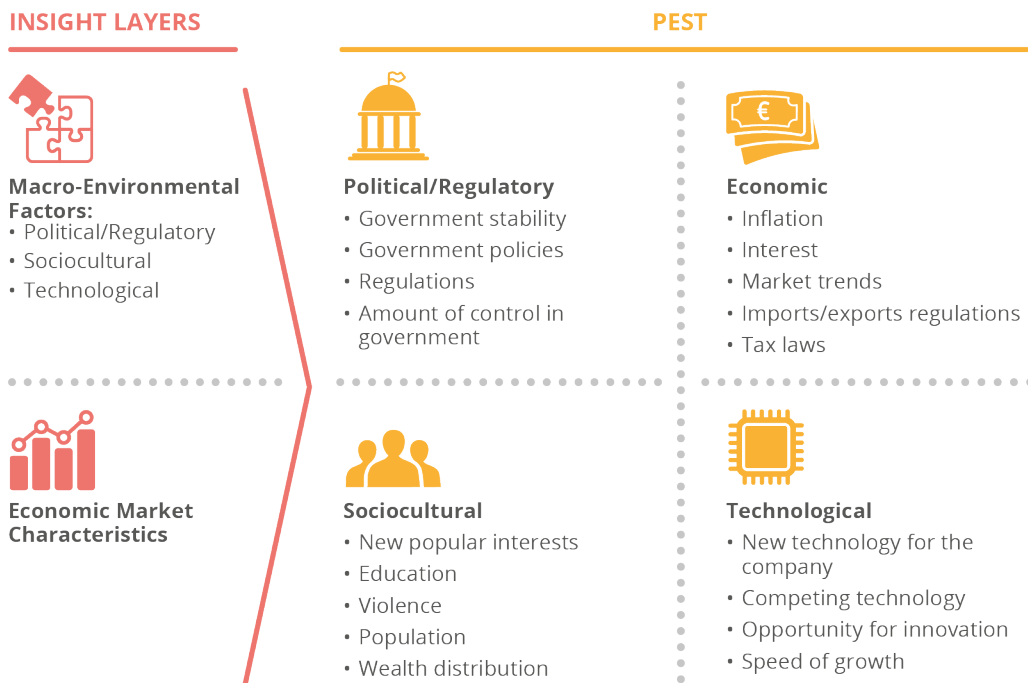 INSIGHT LAYERS
PEST
Macro-Environmental
Factors:
• Political/Regulatory
• Sociocultural
• Technological
Economic Market
Characteristics
Political/Regulatory
• Government stability
• Government policies
• Regulations
• Amount of control in
government
Economic
€
• Inflation
• Interest
• Market trends
• Imports/exports regulations
• Tax laws
Sociocultural
• New popular interests
• Education
• Violence
• Population
• Wealth distribution
Technological
• New technology for the
company
• Competing technology
• Opportunity for innovation
• Speed of growth